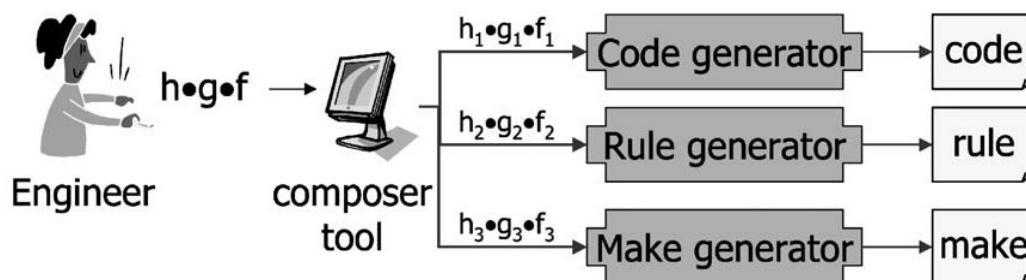 h•g•f
Engineer
composer
tool
h₁•g₁•f₁
Code generator
code
h₂•g₂•f₂
Rule generator
rule
h₃•g₃•f₃
Make generator
make